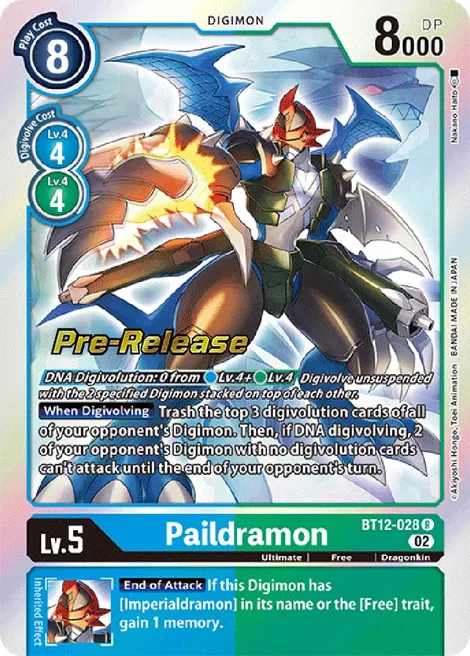 DIGIMON
Play Cost
8
DP
8000
Digivolve Cost
Lv.4
4
Lv.4
4
Nakano Haito
Pre-Release
DNA Digivolution: 0 from Lv.4+ Lv.4 Digivolve unsuspended
with the 2 specified Digimon stacked on top of each other.
When Digivolving Trash the top 3 digivolution cards of all
of your opponent's Digimon. Then, if DNA digivolving, 2
of your opponent's Digimon with no digivolution cards
can't attack until the end of your opponent's turn.
©Akiyoshi Hongo, Toei Animation BANDAI MADE IN JAPAN
Lv.5
Paildramon
BT12-028 R
02
Ultimate Free Dragonkin
Inherited Effect
End of Attack If this Digimon has
[Imperialdramon] in its name or the [Free] trait,
gain 1 memory.